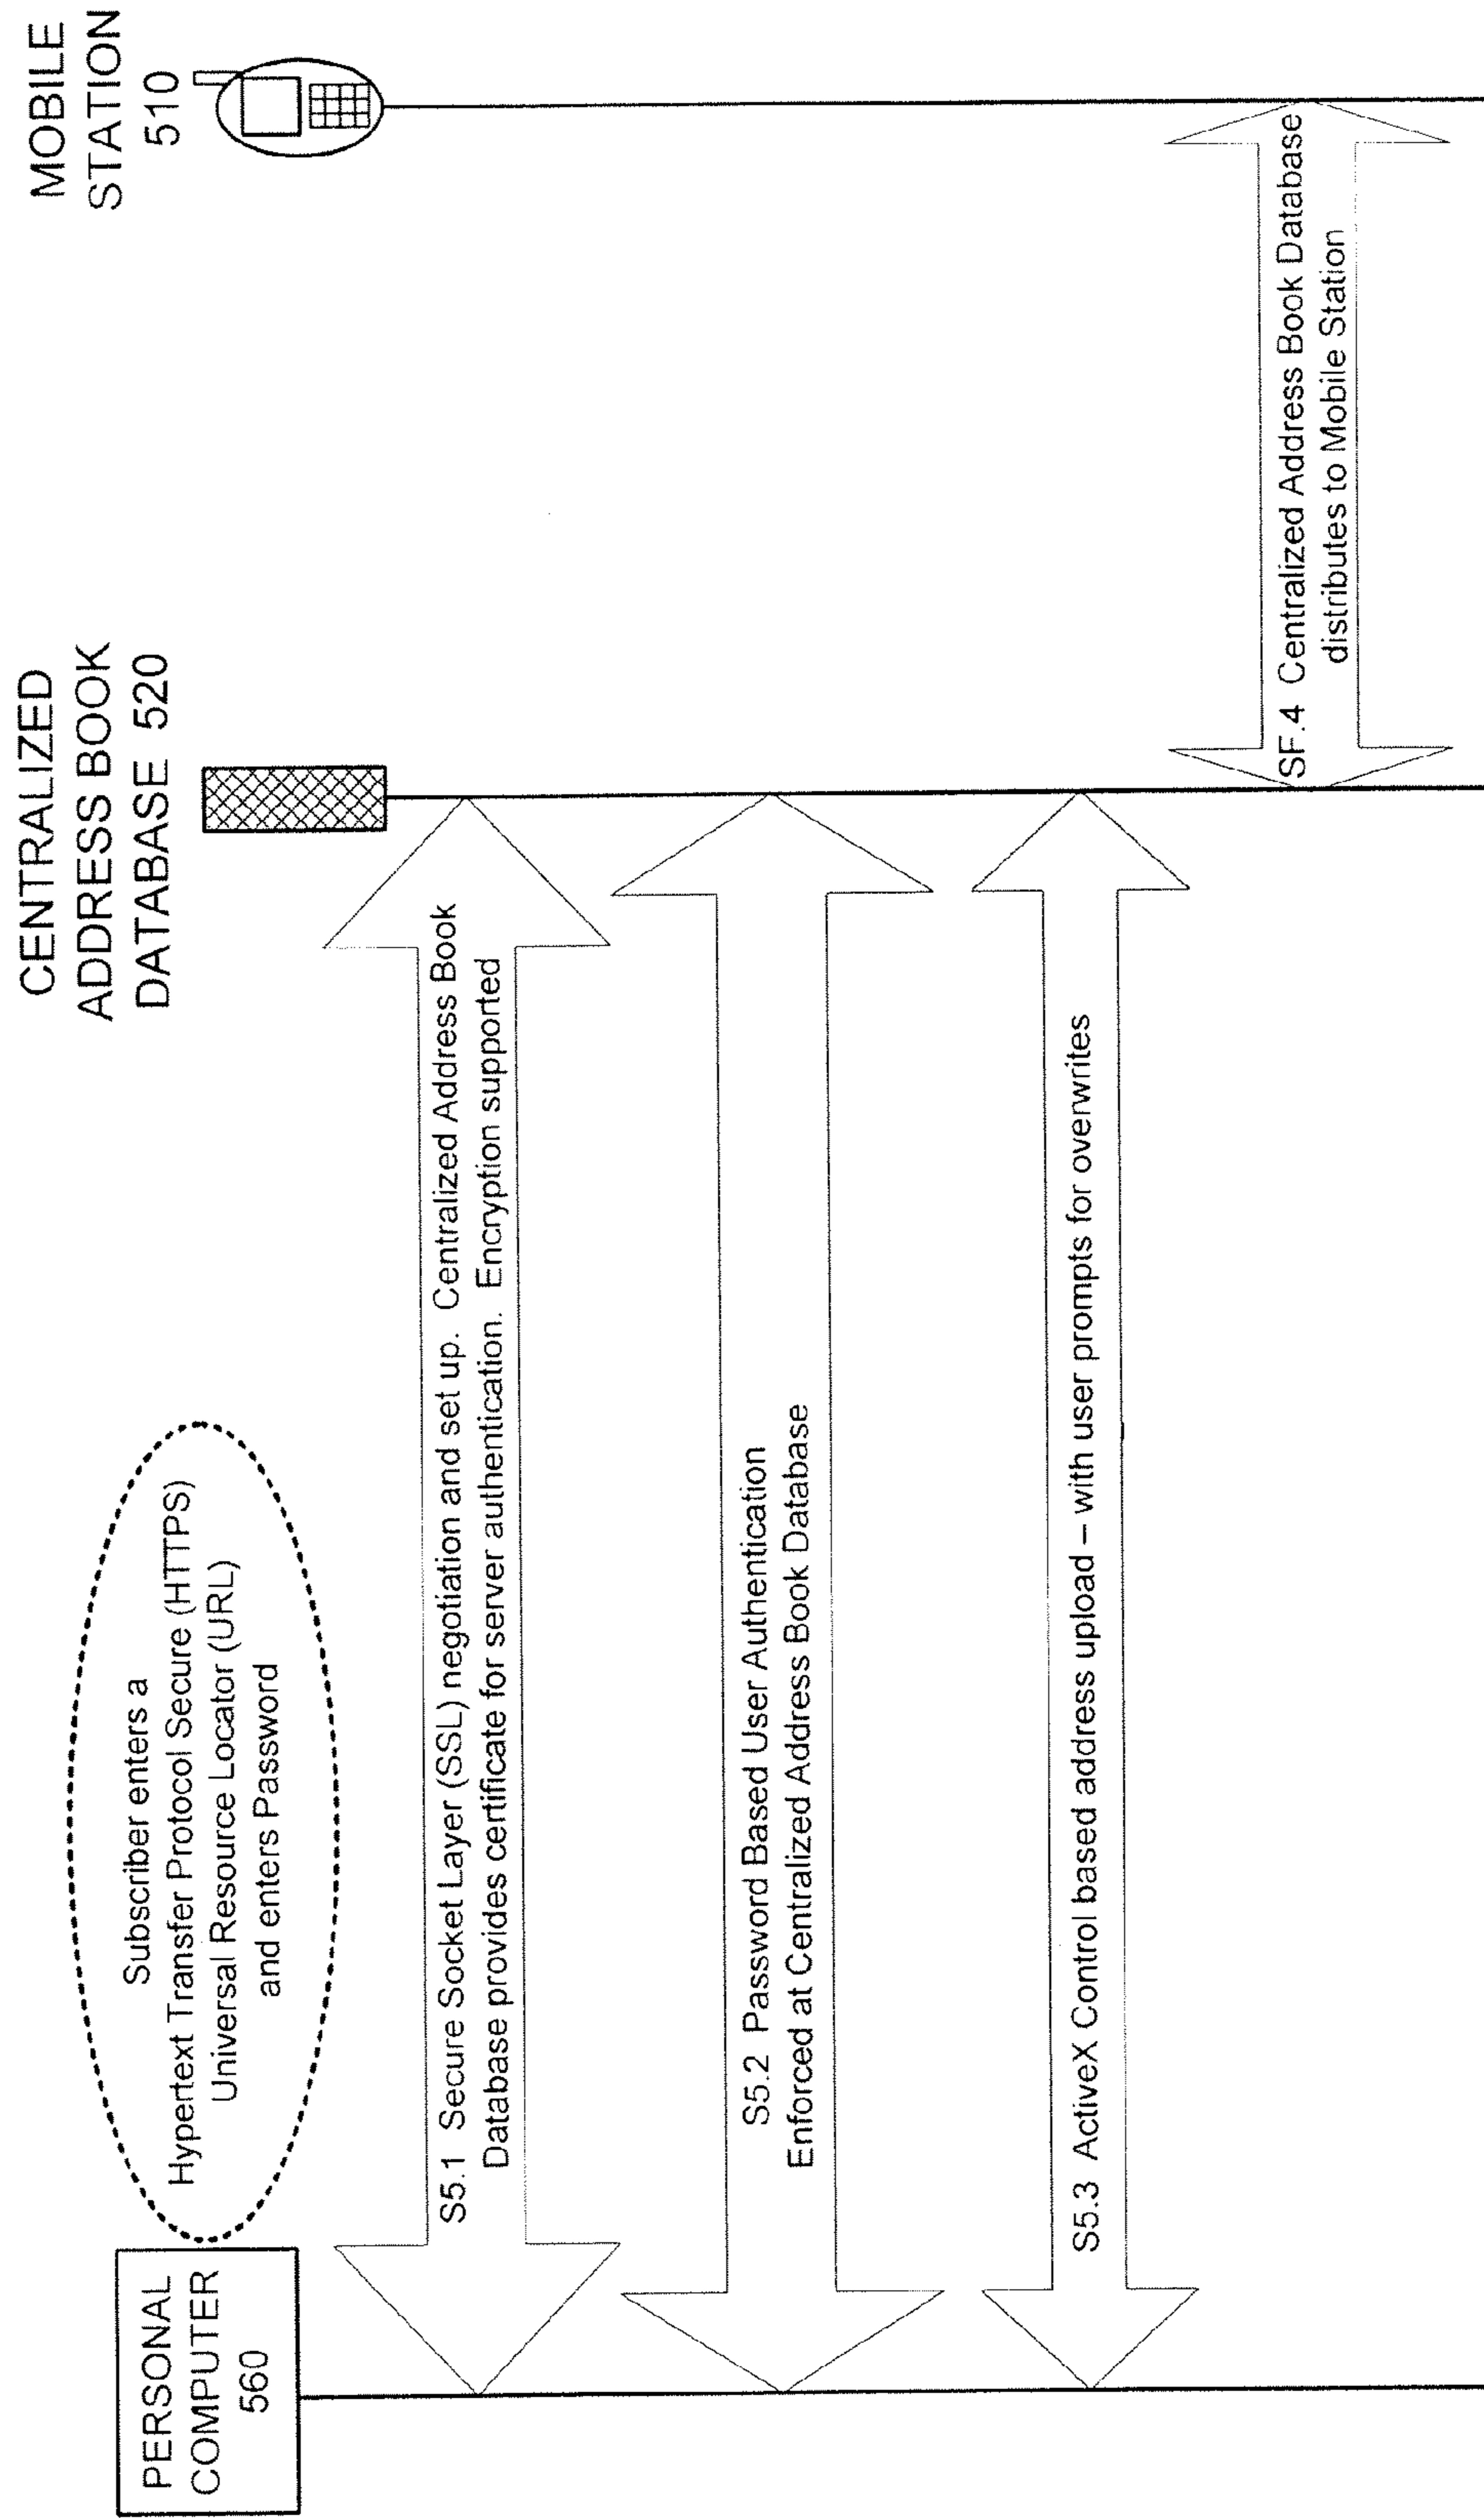 PERSONAL
COMPUTER
560
Subscriber enters a
Hypertext Transfer Protocol Secure (HTTPS)
Universal Resource Locator (URL)
and enters Password
CENTRALIZED
ADDRESS BOOK
DATABASE 520
MOBILE
STATION
510
S5.1 Secure Socket Layer (SSL) negotiation and set up. Centralized Address Book
Database provides certificate for server authentication. Encryption supported
S5.2 Password Based User Authentication
Enforced at Centralized Address Book Database
S5.3 ActiveX Control based address upload – with user prompts for overwrites
SF.4 Centralized Address Book Database
distributes to Mobile Station